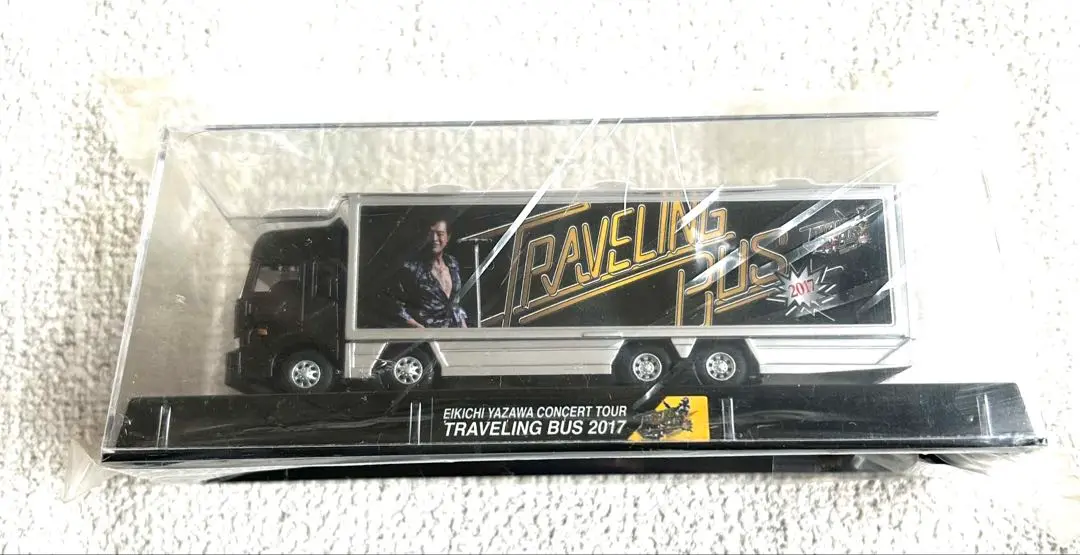 TRAVELING
BUS
2017
EIKICHI YAZAWA CONCERT TOUR
TRAVELING BUS 2017